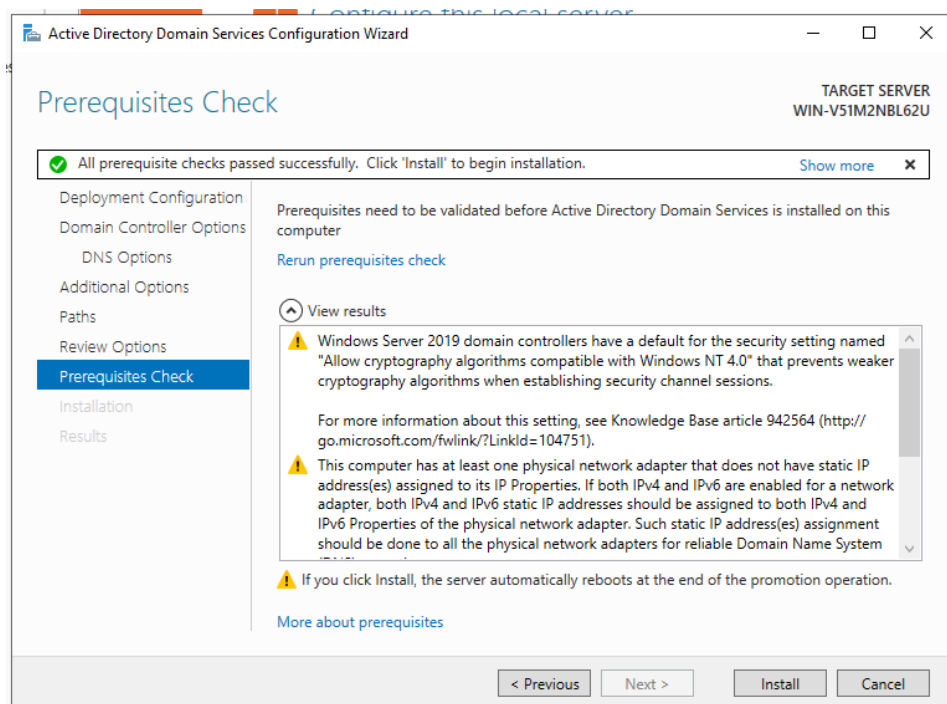 Configure this local server
Active Directory Domain Services Configuration Wizard
Prerequisites Check
TARGET SERVER
WIN-V51M2NBL62U
All prerequisite checks passed successfully. Click 'Install' to begin installation.
Show more
Deployment Configuration
Domain Controller Options
DNS Options
Additional Options
Paths
Review Options
Prerequisites Check
Installation
Results
Prerequisites need to be validated before Active Directory Domain Services is installed on this
computer
Rerun prerequisites check
View results
Windows Server 2019 domain controllers have a default for the security setting named
"Allow cryptography algorithms compatible with Windows NT 4.0" that prevents weaker
cryptography algorithms when establishing security channel sessions.
For more information about this setting, see Knowledge Base article 942564 (http://
go.microsoft.com/fwlink/?LinkId=104751).
This computer has at least one physical network adapter that does not have static IP
address(es) assigned to its IP Properties. If both IPv4 and IPv6 are enabled for a network
adapter, both IPv4 and IPv6 static IP addresses should be assigned to both IPv4 and
IPv6 Properties of the physical network adapter. Such static IP address(es) assignment
should be done to all the physical network adapters for reliable Domain Name System
If you click Install, the server automatically reboots at the end of the promotion operation.
More about prerequisites
< Previous
Next >
Install
Cancel